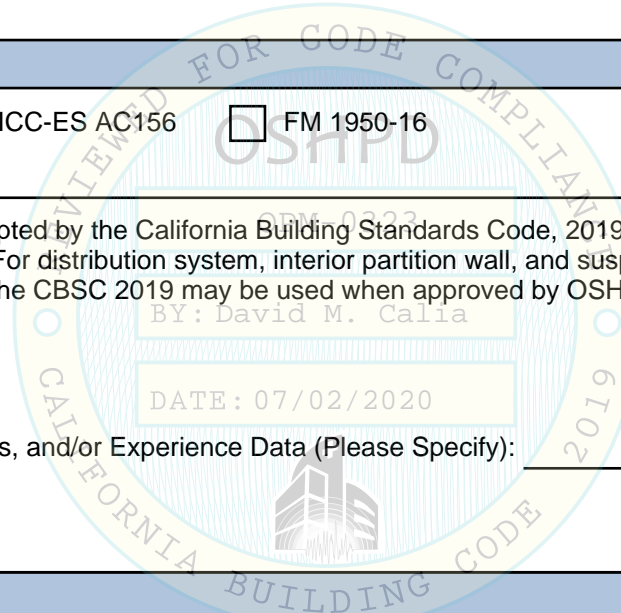 REVIEWED FOR CODE COMPLIANCE
ICC-ES AC156 FM 1950-16
OSHPD
opted by the California Building Standards Code, 2019
OPM-0323
For distribution system, interior partition wall, and susp
he CBSC 2019 may be used when approved by OSH
BY: David M. Calia
DATE: 07/02/2020
s, and/or Experience Data (Please Specify):
CALIFORNIA BUILDING CODE 2019